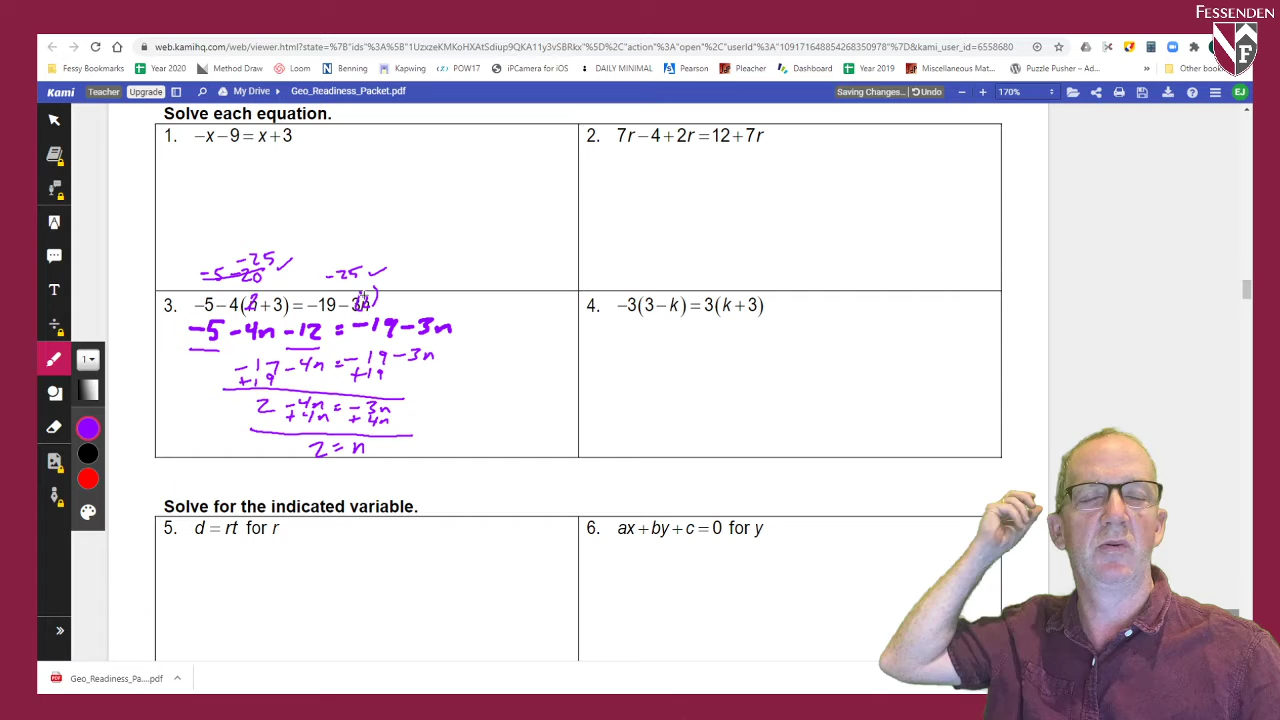 FESSENDEN
F
web.kamihq.com/web/viewer.html?state=%7B"ids"%3A%5B"1UzxzeKMKoHXAtSdiup9QKA11y3vSBRkx"%5D%2C"action"%3A"open"%2C"userId"%3A"109171648854268350978"%7D&kami_user_id=6558680
Fessy Bookmarks Year 2020 Method Draw Loom Benning Kapwing POW17 iPCamera for iOS DAILY MINIMAL Pearson Pleacher Dashboard Year 2019 Miscellaneous Mat... Puzzle Pusher – Ad... » Other book
Kami Teacher Upgrade My Drive Geo_Readiness_Packet.pdf Saving Changes... Undo 170% EJ
Solve each equation.
1. −x − 9 = x + 3
2. 7r − 4 + 2r = 12 + 7r
-25 ✓
-5 -20
-25 ✓
3. −5 − 4(n + 3) = −19 − 3n
2
)
-5 -4n -12 = -19 -3n
-17 -4n = -19 -3n
+19 +19
2 -4n = -3n
+4n +4n
2 = n
4. −3(3 − k) = 3(k + 3)
T
1
Solve for the indicated variable.
5. d = rt for r
6. ax + by + c = 0 for y
»
Geo_Readiness_Pa....pdf